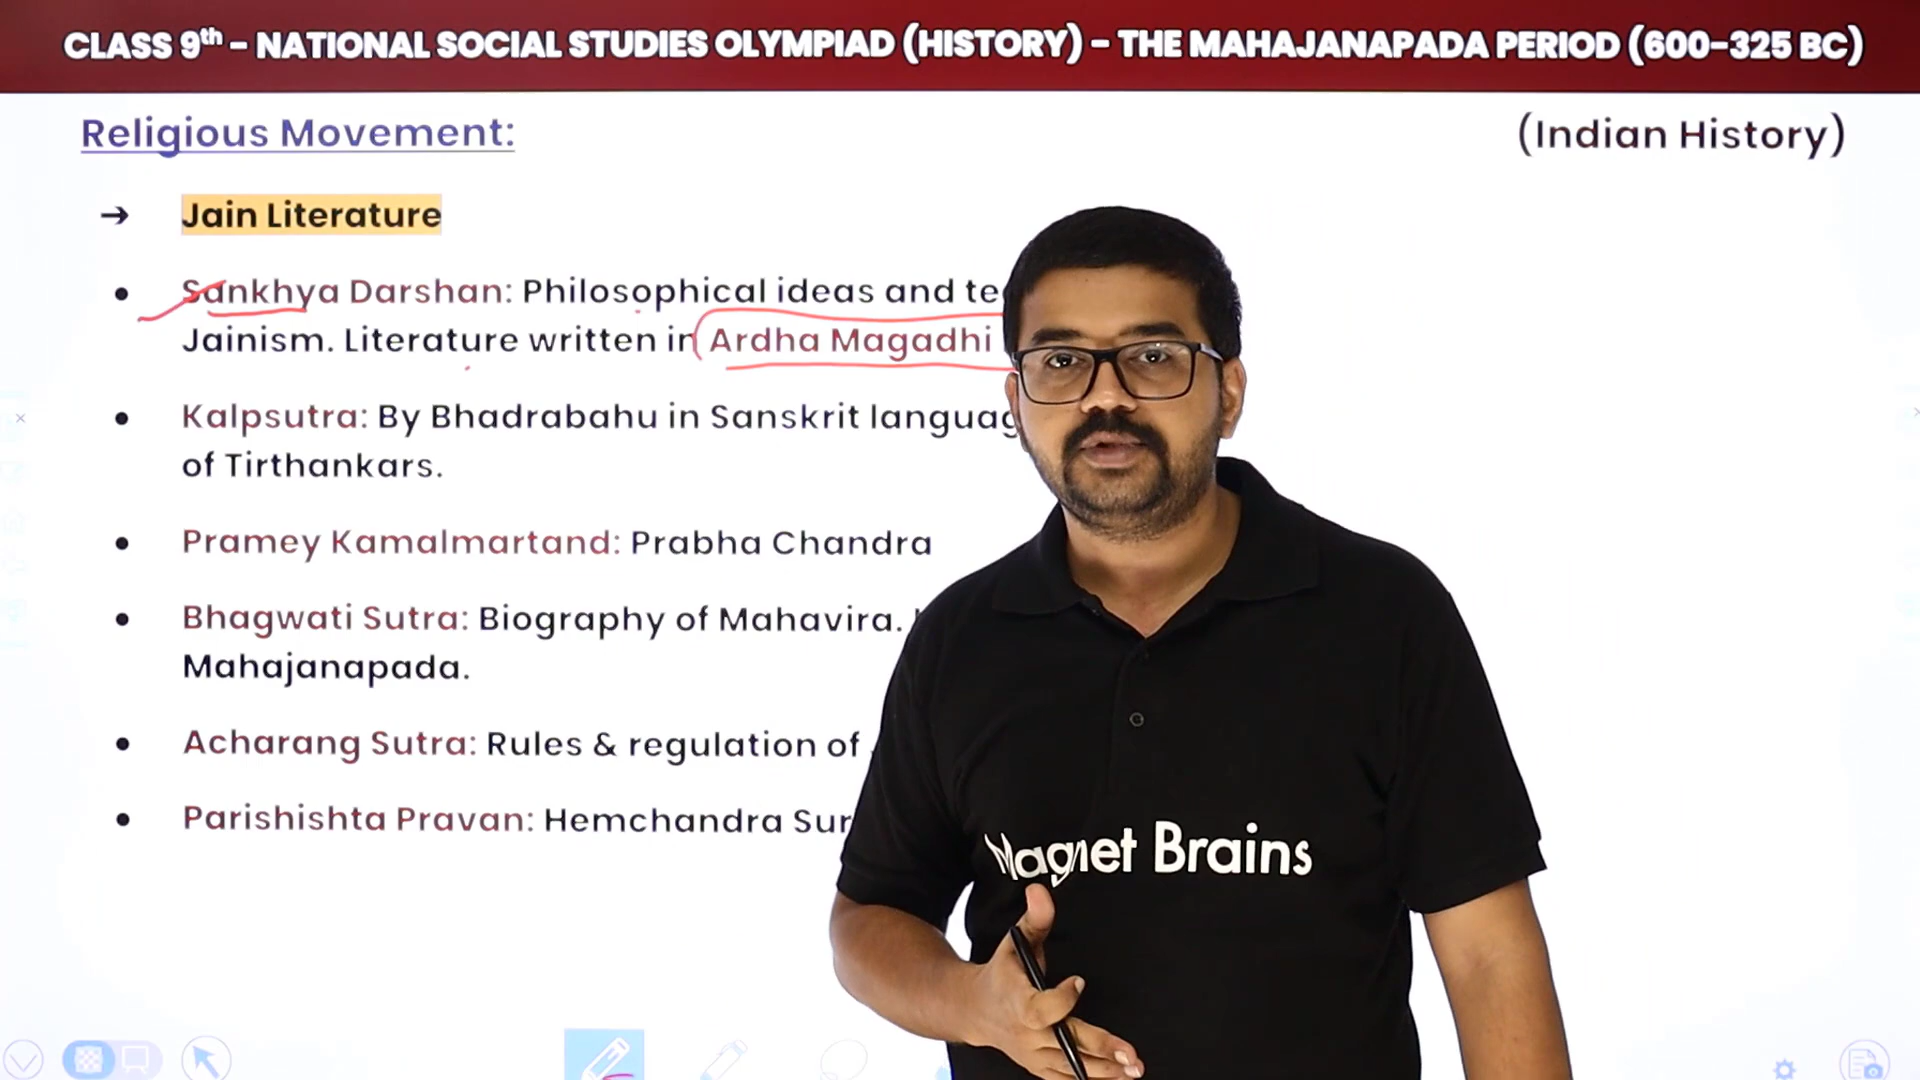 CLASS 9th - NATIONAL SOCIAL STUDIES OLYMPIAD (HISTORY) - THE MAHAJANAPADA PERIOD (600-325 BC)
Religious Movement:
(Indian History)
→ Jain Literature
• Sankhya Darshan: Philosophical ideas and
Jainism. Literature written in Ardha Magadhi
• Kalpsutra: By Bhadrabahu in Sanskrit
of Tirthankars.
• Pramey Kamalmartand: Prabha Chandra
• Bhagwati Sutra: Biography of Mahavira.
Mahajanapada.
• Acharang Sutra: Rules & regulation of
• Parishishta Pravan: Hemchandra
Magnet Brains